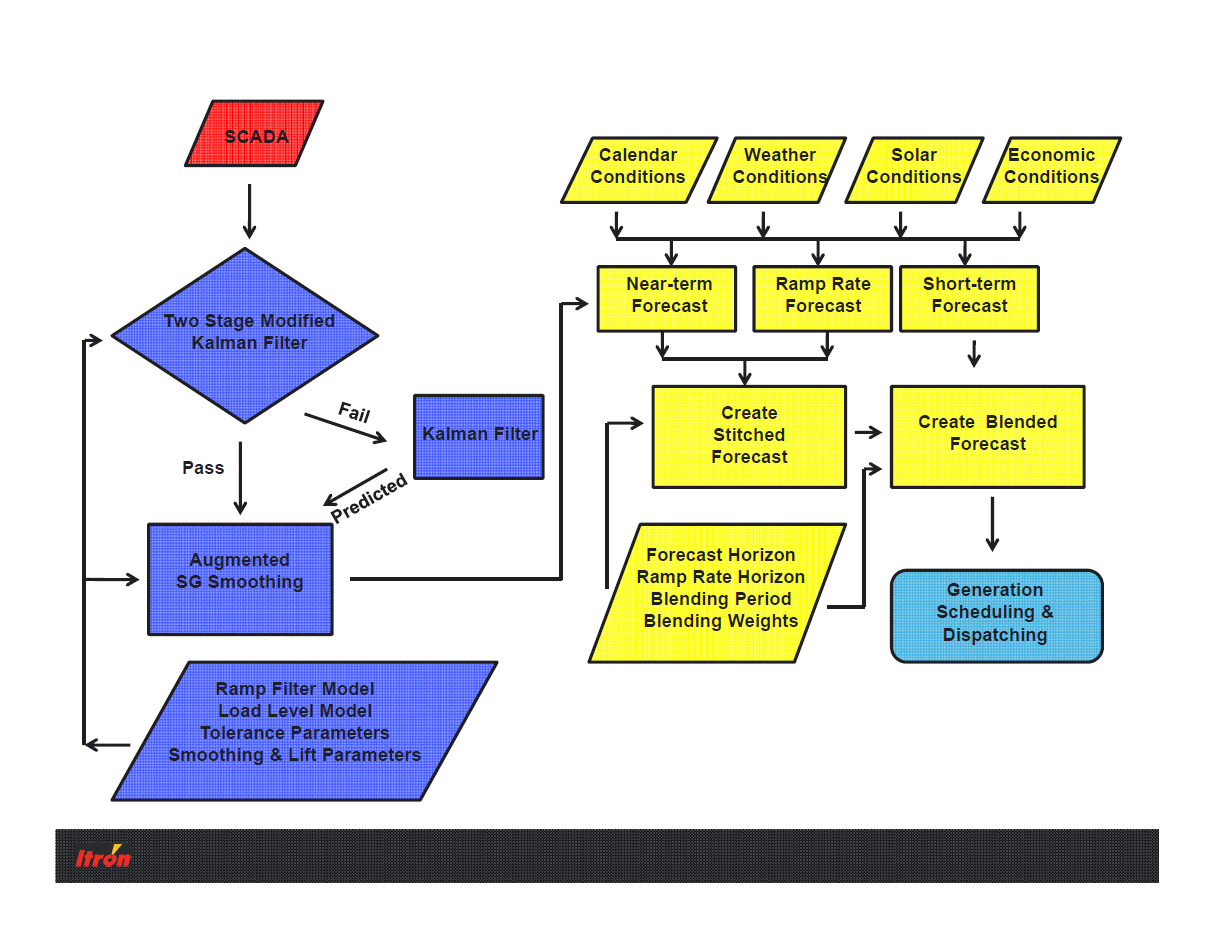 SCADA
Two Stage Modified
Kalman Filter
Fail
Kalman Filter
Pass
Predicted
Augmented
SG Smoothing
Ramp Filter Model
Load Level Model
Tolerance Parameters
Smoothing & Lift Parameters
Calendar
Conditions
Weather
Conditions
Solar
Conditions
Economic
Conditions
Near-term
Forecast
Ramp Rate
Forecast
Short-term
Forecast
Create
Stitched
Forecast
Create Blended
Forecast
Forecast Horizon
Ramp Rate Horizon
Blending Period
Blending Weights
Generation
Scheduling &
Dispatching
Itrón